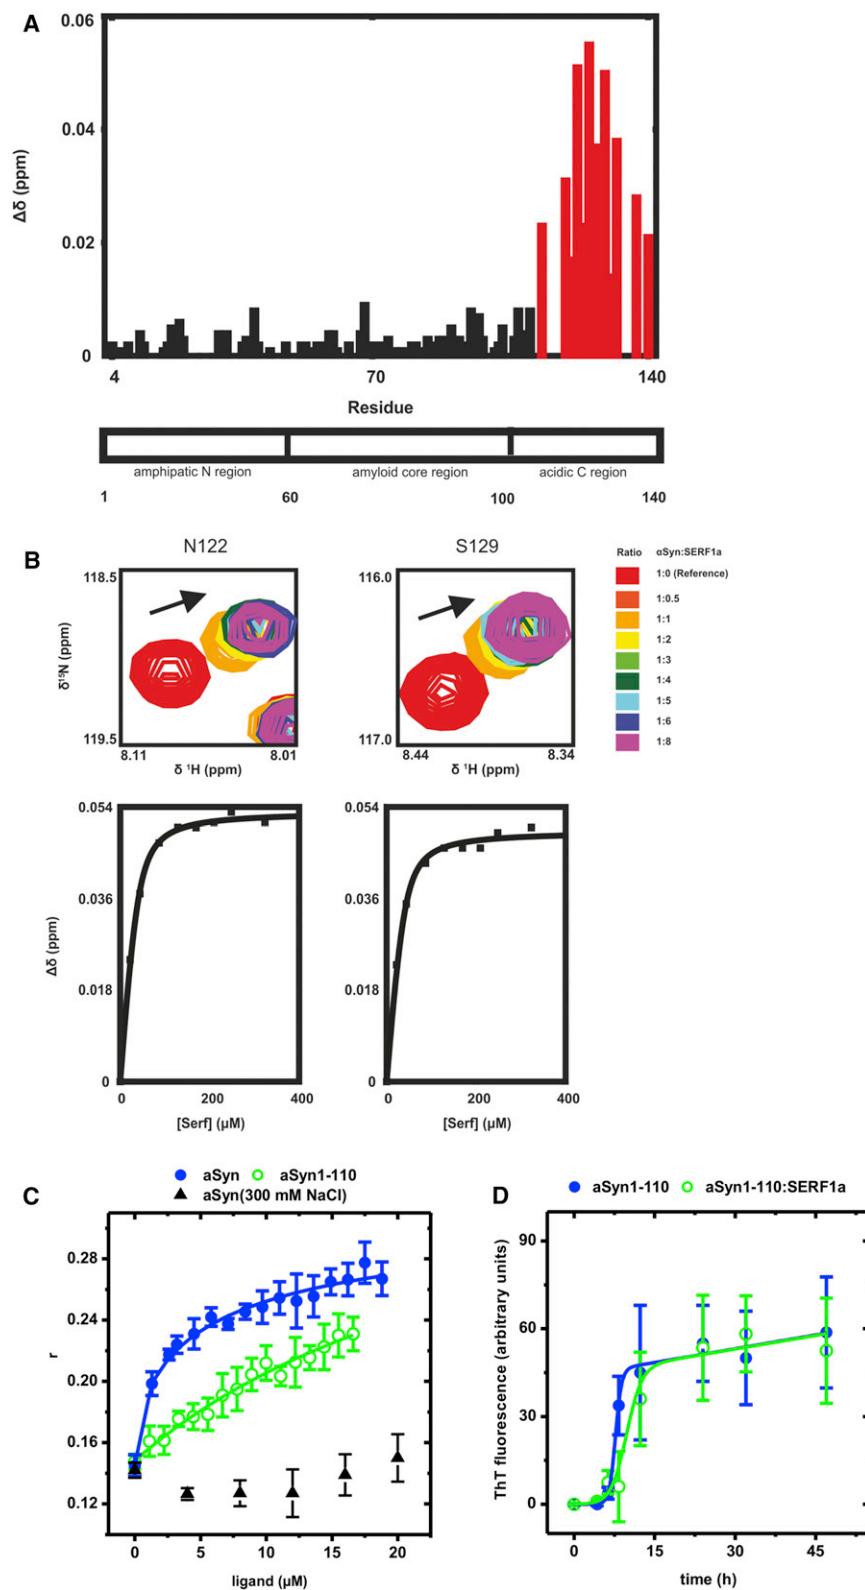 A
0.06
0.04
0.02
0
Δδ (ppm)
4 70 140
Residue
amphipatic N region amyloid core region acidic C region
1 60 100 140
B
N122 S129
Ratio αSyn:SERF1a
1:0 (Reference)
1:0.5
1:1
1:2
1:3
1:4
1:5
1:6
1:8
118.5
119.5
δ¹⁵N (ppm)
8.11 8.01
δ ¹H (ppm)
116.0
117.0
8.44 8.34
δ ¹H (ppm)
0.054
0.036
0.018
0
Δδ (ppm)
0 200 400
[Serf] (µM)
0.054
0.036
0.018
0
0 200 400
[Serf] (µM)
C
aSyn aSyn1-110
aSyn(300 mM NaCl)
0.28
0.24
0.20
0.16
0.12
r
0 5 10 15 20
ligand (µM)
D
aSyn1-110 aSyn1-110:SERF1a
90
60
30
0
ThT fluorescence (arbitrary units)
0 15 30 45
time (h)